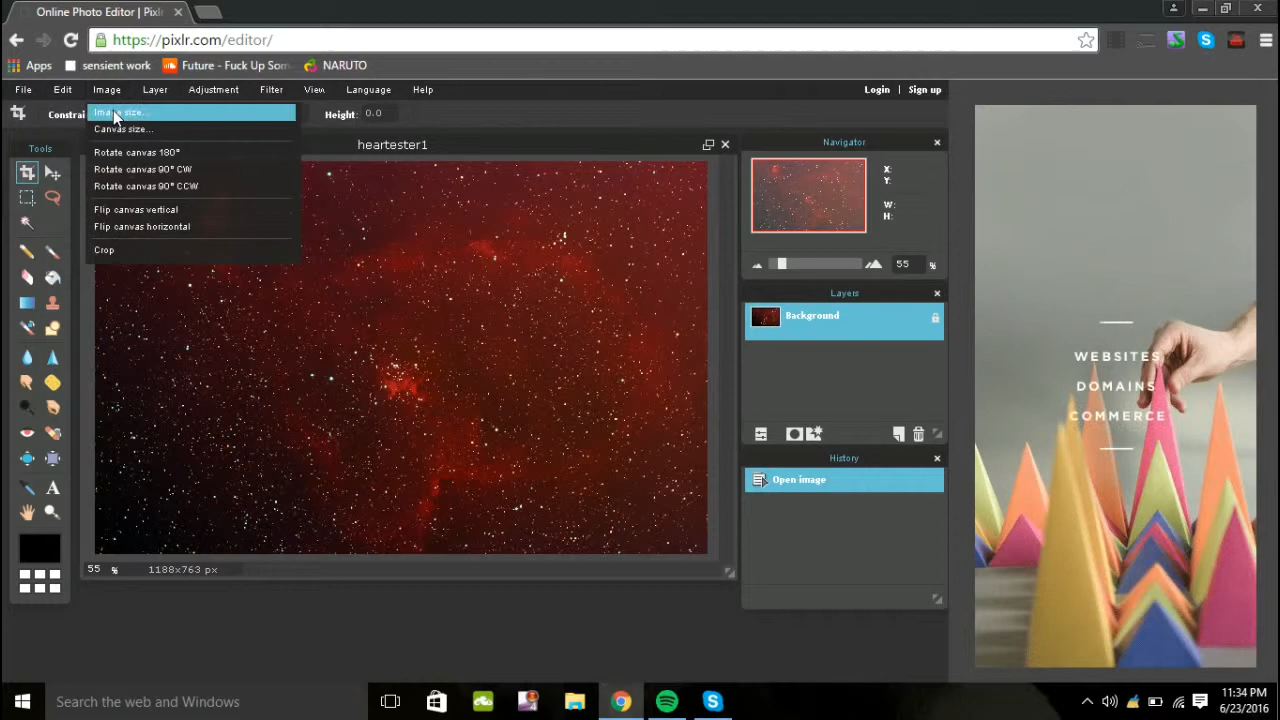 Online Photo Editor | Pixlr
https://pixlr.com/editor/
Apps sensient work Future - Fuck Up Som NARUTO
File Edit Image Layer Adjustment Filter View Language Help Login | Sign up
Constrai Height: 0.0
Image size...
Canvas size...
Rotate canvas 180°
Rotate canvas 90° CW
Rotate canvas 90° CCW
Flip canvas vertical
Flip canvas horizontal
Crop
Tools
heartester1
Navigator
X:
Y:
W:
H:
55 %
Layers
Background
History
Open image
55 % 1188x763 px
A
WEBSITES
DOMAINS
COMMERCE
Search the web and Windows
11:34 PM
6/23/2016